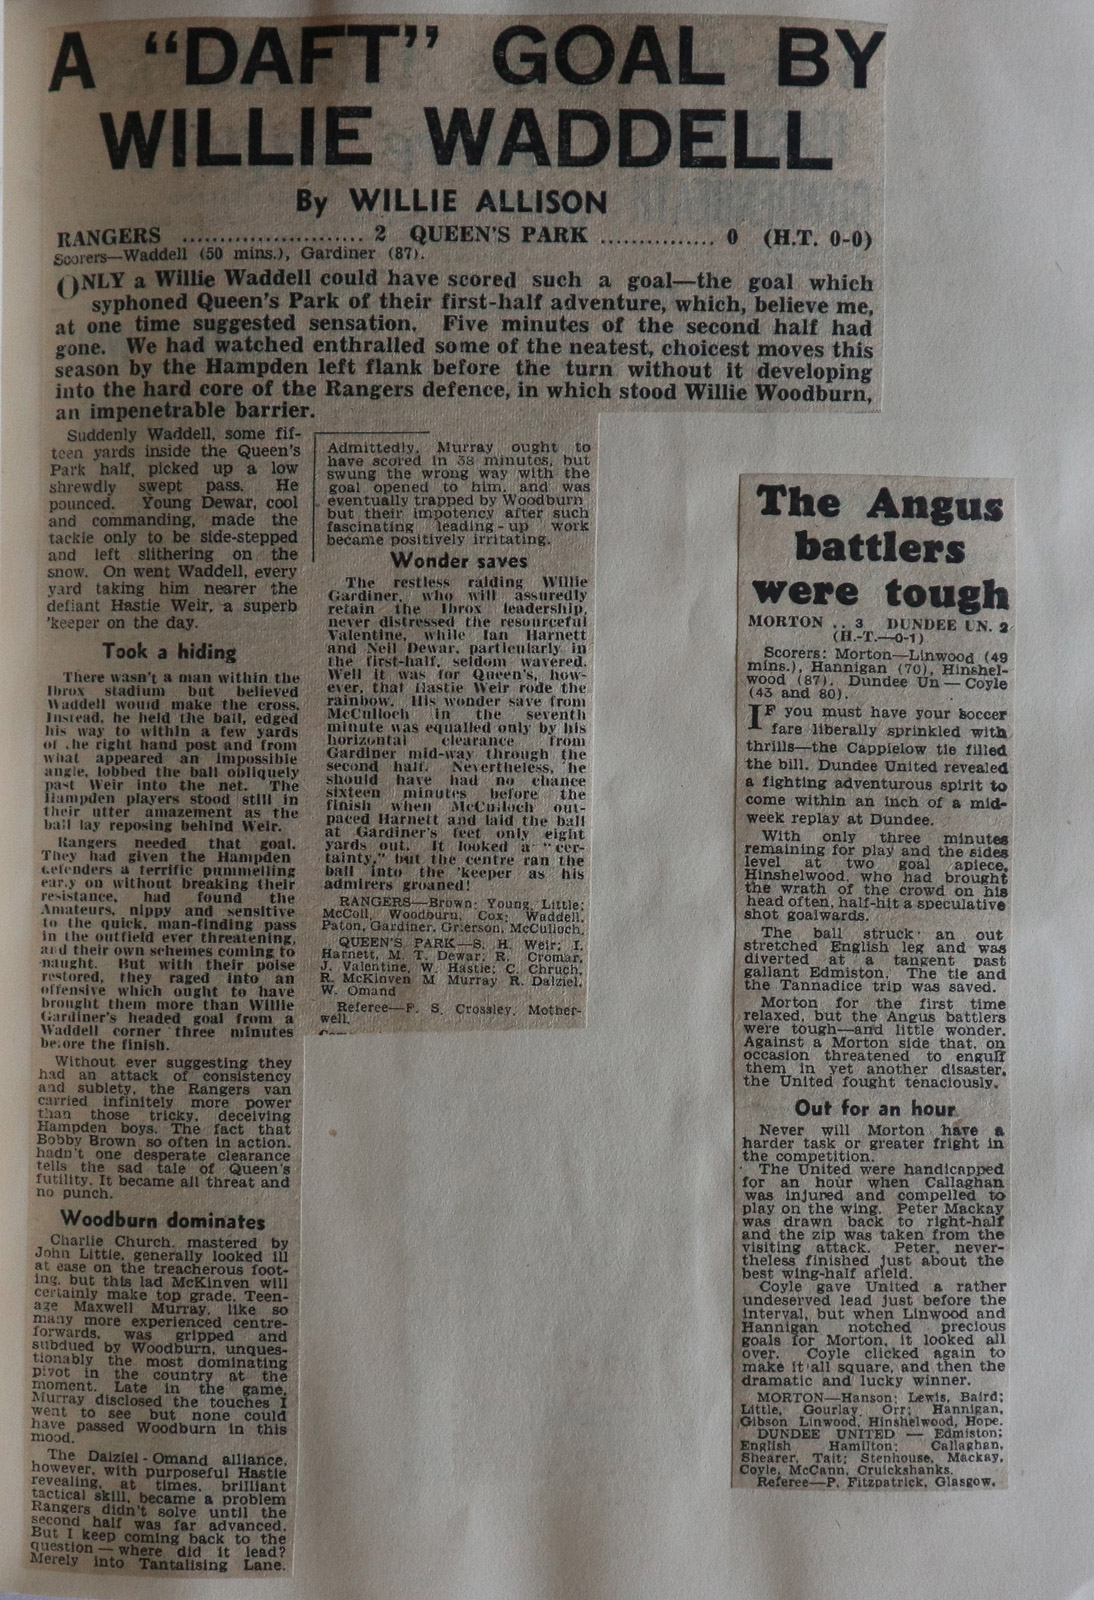 A “DAFT” GOAL BY
WILLIE WADDELL
By WILLIE ALLISON
RANGERS ........................ 2 QUEEN'S PARK ............... 0 (H.T. 0-0)
Scorers—Waddell (50 mins.), Gardiner (87).
ONLY a Willie Waddell could have scored such a goal—the goal which
syphoned Queen's Park of their first-half adventure, which, believe me,
at one time suggested sensation. Five minutes of the second half had
gone. We had watched enthralled some of the neatest, choicest moves this
season by the Hampden left flank before the turn without it developing
into the hard core of the Rangers defence, in which stood Willie Woodburn,
an impenetrable barrier.
Suddenly Waddell, some fif-
teen yards inside the Queen's
Park half, picked up a low
shrewdly swept pass. He
pounced. Young Dewar, cool
and commanding, made the
tackle only to be side-stepped
and left slithering on the
snow. On went Waddell, every
yard taking him nearer the
defiant Hastie Weir, a superb
'keeper on the day.
Took a hiding
There wasn't a man within the
Ibrox stadium but believed
Waddell would make the cross.
Instead, he held the ball, edged
his way to within a few yards
of the right hand post and from
what appeared an impossible
angle, lobbed the ball obliquely
past Weir into the net. The
Hampden players stood still in
their utter amazement as the
ball lay reposing behind Weir.
Rangers needed that goal.
They had given the Hampden
defenders a terrific pummelling
early on without breaking their
resistance, had found the
Amateurs, nippy and sensitive
to the quick, man-finding pass
in the outfield ever threatening,
and their own schemes coming to
naught. But with their poise
restored, they raged into an
offensive which ought to have
brought them more than Willie
Gardiner's headed goal from a
Waddell corner three minutes
before the finish.
Without ever suggesting they
had an attack of consistency
and sublety, the Rangers van
carried infinitely more power
than those tricky, deceiving
Hampden boys. The fact that
Bobby Brown so often in action,
hadn't one desperate clearance
tells the sad tale of Queen's
futility. It became all threat and
no punch.
Woodburn dominates
Charlie Church, mastered by
John Little, generally looked ill
at ease on the treacherous foot-
ing, but this lad McKinven will
certainly make top grade. Teen-
age Maxwell Murray, like so
many more experienced centre-
forwards, was gripped and
subdued by Woodburn, unques-
tionably the most dominating
pivot in the country at the
moment. Late in the game,
Murray disclosed the touches I
went to see but none could
have passed Woodburn in this
mood.
The Dalziel-Omand alliance,
however, with purposeful Hastie
revealing, at times, brilliant
tactical skill, became a problem
Rangers didn't solve until the
second half was far advanced.
But I keep coming back to the
question—where did it lead?
Merely into Tantalising Lane.
Admittedly, Murray ought to
have scored in 38 minutes, but
swung the wrong way with the
goal opened to him, and was
eventually trapped by Woodburn
but their impotency after such
fascinating leading-up work
became positively irritating.
Wonder saves
The restless raiding Willie
Gardiner, who will assuredly
retain the Ibrox leadership,
never distressed the resourceful
Valentine, while Ian Harnett
and Neil Dewar, particularly in
the first-half, seldom wavered.
Well it was for Queen's, how-
ever, that Hastie Weir rode the
rainbow. His wonder save from
McCulloch in the seventh
minute was equalled only by his
horizontal clearance from
Gardiner mid-way through the
second half. Nevertheless, he
should have had no chance
sixteen minutes before the
finish when McCulloch out-
paced Harnett and laid the ball
at Gardiner's feet only eight
yards out. It looked a “cer-
tainty,” but the centre ran the
ball into the 'keeper as his
admirers groaned!
RANGERS—Brown; Young, Little;
McColl, Woodburn, Cox; Waddell,
Paton, Gardiner, Grierson, McCulloch.
QUEEN'S PARK—S. H. Weir; I.
Harnett, M. T. Dewar; R. Cromar,
J. Valentine, W. Hastie; C. Chruch,
R. McKinven M Murray R. Dalziel,
W. Omand
Referee—F. S. Crossley, Mother-
well.
The Angus
battlers
were tough
MORTON .. 3 DUNDEE UN. 2
(H.-T.—0-1)
Scorers: Morton—Linwood (49
mins.), Hannigan (70), Hinshel-
wood (87). Dundee Un—Coyle
(43 and 80).
IF you must have your soccer
fare liberally sprinkled with
thrills—the Cappielow tie filled
the bill. Dundee United revealed
a fighting adventurous spirit to
come within an inch of a mid-
week replay at Dundee.
With only three minutes
remaining for play and the sides
level at two goal apiece,
Hinshelwood, who had brought
the wrath of the crowd on his
head often, half-hit a speculative
shot goalwards.
The ball struck an out
stretched English leg and was
diverted at a tangent past
gallant Edmiston. The tie and
the Tannadice trip was saved.
Morton for the first time
relaxed, but the Angus battlers
were tough—and little wonder.
Against a Morton side that, on
occasion threatened to engulf
them in yet another disaster,
the United fought tenaciously.
Out for an hour
Never will Morton have a
harder task or greater fright in
the competition.
The United were handicapped
for an hour when Callaghan
was injured and compelled to
play on the wing. Peter Mackay
was drawn back to right-half
and the zip was taken from the
visiting attack. Peter, never-
theless finished just about the
best wing-half afield.
Coyle gave United a rather
undeserved lead just before the
interval, but when Linwood and
Hannigan notched precious
goals for Morton, it looked all
over. Coyle clicked again to
make it all square, and then the
dramatic and lucky winner.
MORTON—Hanson; Lewis, Baird;
Little, Gourlay, Orr; Hannigan,
Gibson Linwood, Hinshelwood, Hope.
DUNDEE UNITED — Edmiston;
English Hamilton; Callaghan,
Shearer, Tait; Stenhouse, Mackay,
Coyle, McCann, Cruickshanks.
Referee—P. Fitzpatrick, Glasgow.